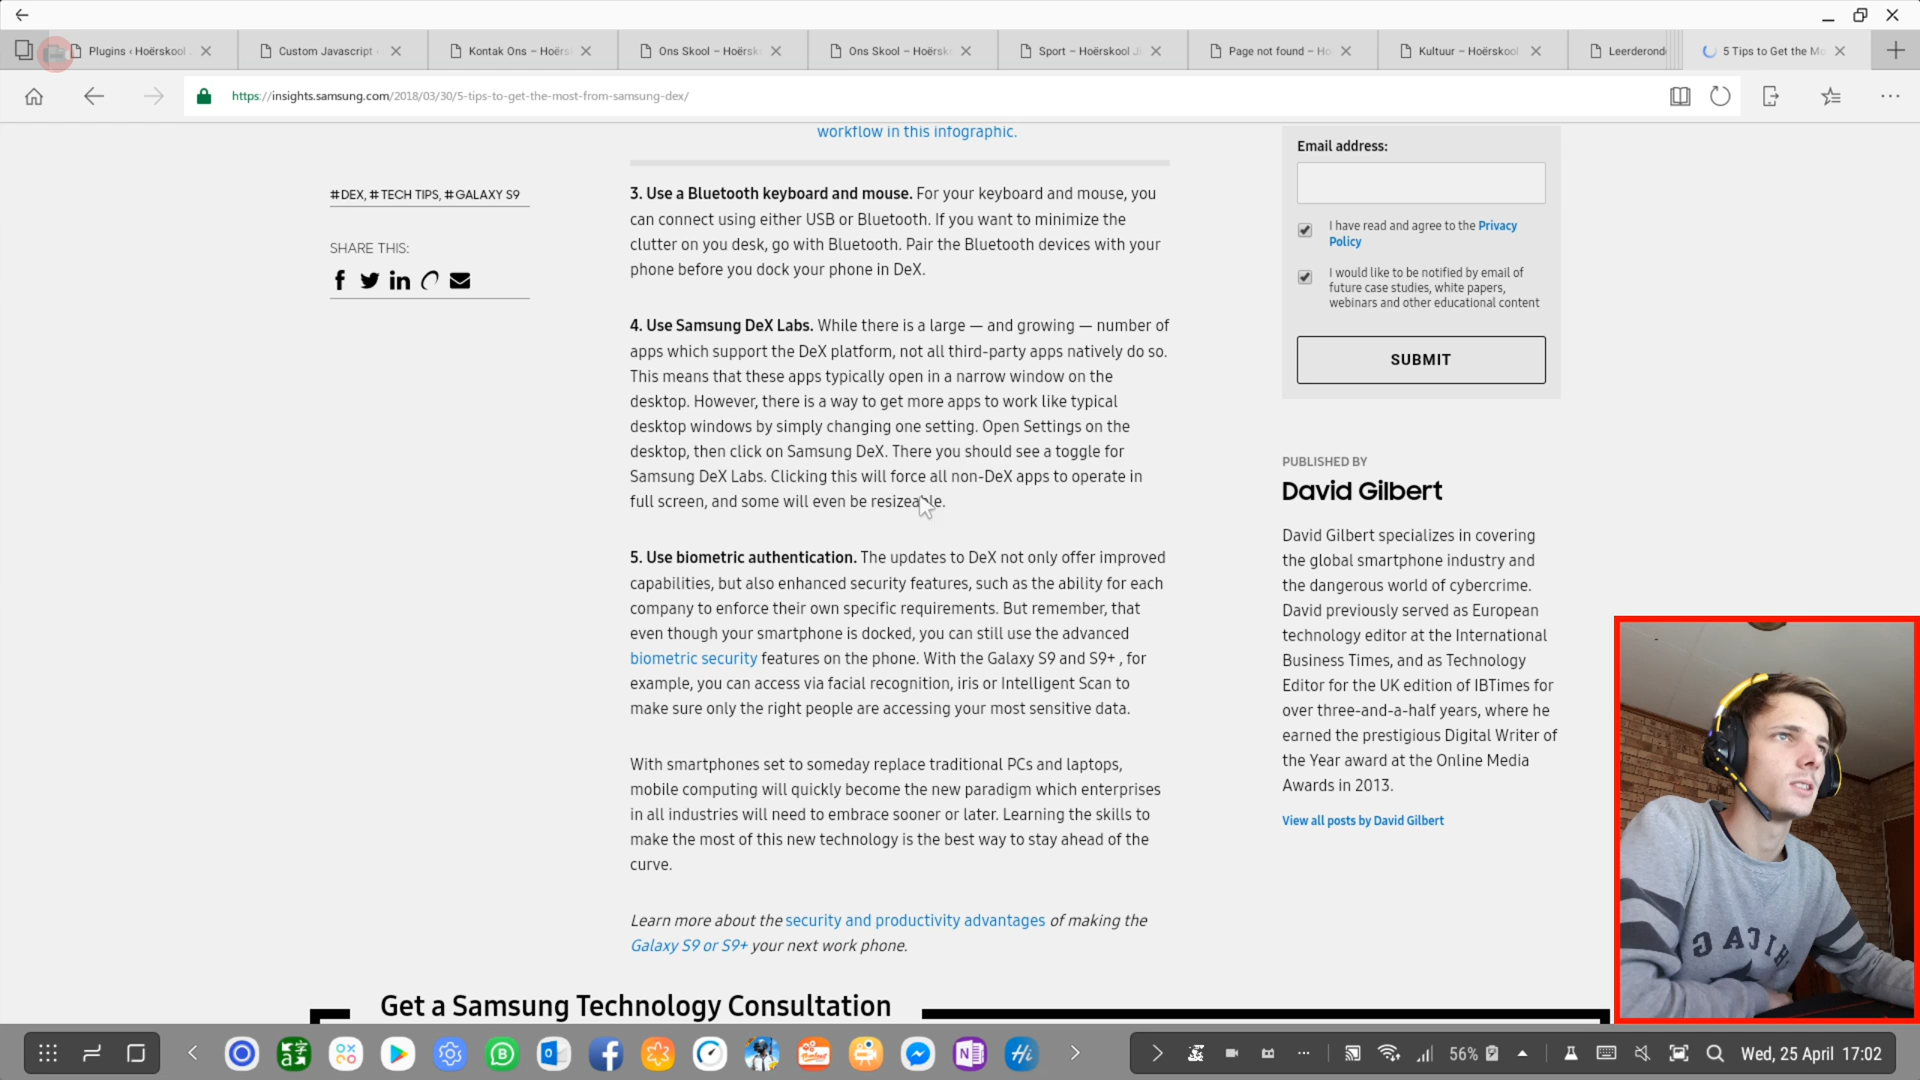 Plugins ‹ Hoërskool
Custom Javascript
Kontak Ons – Hoërs
Ons Skool – Hoërsk
Ons Skool – Hoërsk
Sport – Hoërskool J
Page not found – Ho
Kultuur – Hoërskool
Leerderond
5 Tips to Get the Mo
https://insights.samsung.com/2018/03/30/5-tips-to-get-the-most-from-samsung-dex/
workflow in this infographic.
#DEX, #TECH TIPS, #GALAXY S9
SHARE THIS:
3. Use a Bluetooth keyboard and mouse. For your keyboard and mouse, you
can connect using either USB or Bluetooth. If you want to minimize the
clutter on you desk, go with Bluetooth. Pair the Bluetooth devices with your
phone before you dock your phone in DeX.
4. Use Samsung DeX Labs. While there is a large — and growing — number of
apps which support the DeX platform, not all third-party apps natively do so.
This means that these apps typically open in a narrow window on the
desktop. However, there is a way to get more apps to work like typical
desktop windows by simply changing one setting. Open Settings on the
desktop, then click on Samsung DeX. There you should see a toggle for
Samsung DeX Labs. Clicking this will force all non-DeX apps to operate in
full screen, and some will even be resizeable.
5. Use biometric authentication. The updates to DeX not only offer improved
capabilities, but also enhanced security features, such as the ability for each
company to enforce their own specific requirements. But remember, that
even though your smartphone is docked, you can still use the advanced
biometric security features on the phone. With the Galaxy S9 and S9+ , for
example, you can access via facial recognition, iris or Intelligent Scan to
make sure only the right people are accessing your most sensitive data.
With smartphones set to someday replace traditional PCs and laptops,
mobile computing will quickly become the new paradigm which enterprises
in all industries will need to embrace sooner or later. Learning the skills to
make the most of this new technology is the best way to stay ahead of the
curve.
Learn more about the security and productivity advantages of making the
Galaxy S9 or S9+ your next work phone.
Get a Samsung Technology Consultation
Email address:
I have read and agree to the Privacy
Policy
I would like to be notified by email of
future case studies, white papers,
webinars and other educational content
SUBMIT
PUBLISHED BY
David Gilbert
David Gilbert specializes in covering
the global smartphone industry and
the dangerous world of cybercrime.
David previously served as European
technology editor at the International
Business Times, and as Technology
Editor for the UK edition of IBTimes for
over three-and-a-half years, where he
earned the prestigious Digital Writer of
the Year award at the Online Media
Awards in 2013.
View all posts by David Gilbert
56%
Wed, 25 April 17:02